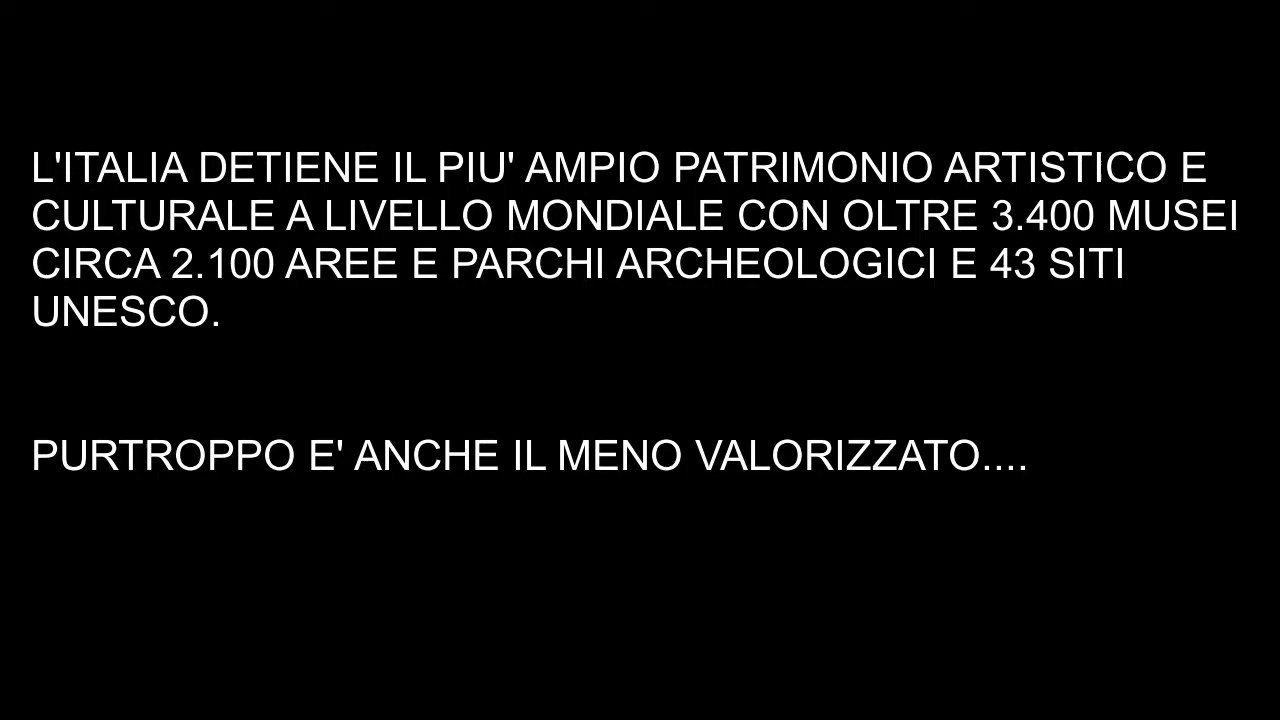 L'ITALIA DETIENE IL PIU' AMPIO PATRIMONIO ARTISTICO E
CULTURALE A LIVELLO MONDIALE CON OLTRE 3.400 MUSEI
CIRCA 2.100 AREE E PARCHI ARCHEOLOGICI E 43 SITI
UNESCO.
PURTROPPO E' ANCHE IL MENO VALORIZZATO....